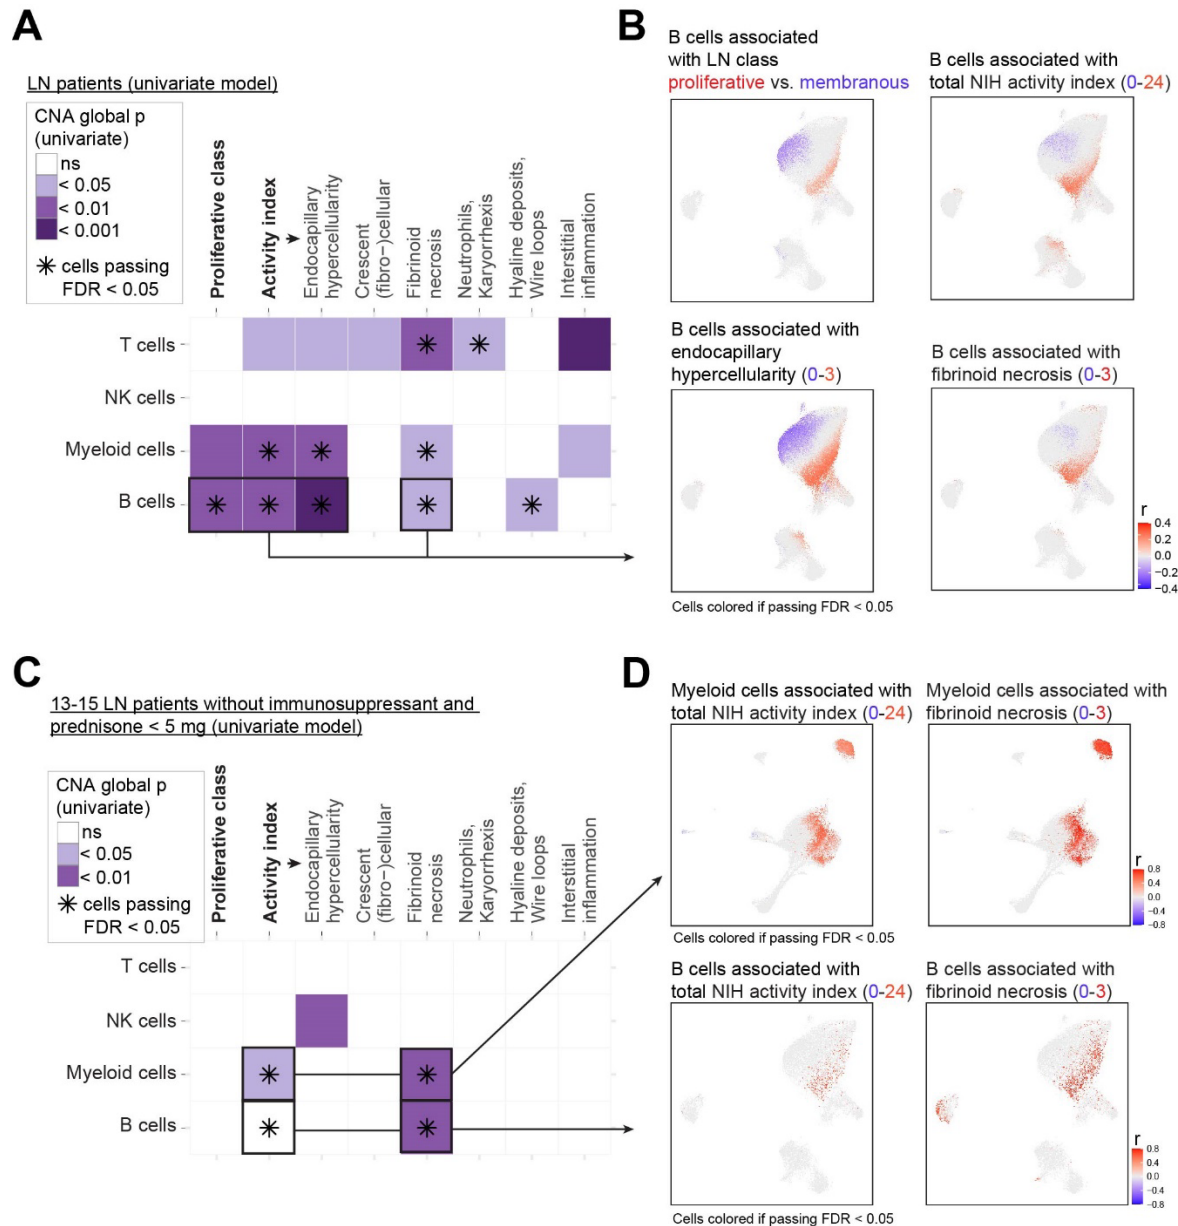 A
LN patients (univariate model)
CNA global p
(univariate)
ns
< 0.05
< 0.01
< 0.001
cells passing
FDR < 0.05
Proliferative class
Activity index
Endocapillary
hypercellularity
Crescent
(fibro-)cellular
Fibrinoid
necrosis
Neutrophils,
Karyorrhexis
Hyaline deposits,
Wire loops
Interstitial
inflammation
T cells
NK cells
Myeloid cells
B cells
B
B cells associated
with LN class
proliferative vs. membranous
B cells associated with
total NIH activity index (0-24)
B cells associated with
endocapillary
hypercellularity (0-3)
B cells associated with
fibrinoid necrosis (0-3)
r
0.4
0.2
0.0
−0.2
−0.4
Cells colored if passing FDR < 0.05
C
13-15 LN patients without immunosuppressant and
prednisone < 5 mg (univariate model)
CNA global p
(univariate)
ns
< 0.05
< 0.01
cells passing
FDR < 0.05
Proliferative class
Activity index
Endocapillary
hypercellularity
Crescent
(fibro-)cellular
Fibrinoid
necrosis
Neutrophils,
Karyorrhexis
Hyaline deposits,
Wire loops
Interstitial
inflammation
T cells
NK cells
Myeloid cells
B cells
D
Myeloid cells associated with
total NIH activity index (0-24)
Myeloid cells associated with
fibrinoid necrosis (0-3)
r
0.8
0.4
0.0
−0.4
−0.8
Cells colored if passing FDR < 0.05
B cells associated with
total NIH activity index (0-24)
B cells associated with
fibrinoid necrosis (0-3)
r
0.8
0.4
0.0
−0.4
−0.8
Cells colored if passing FDR < 0.05